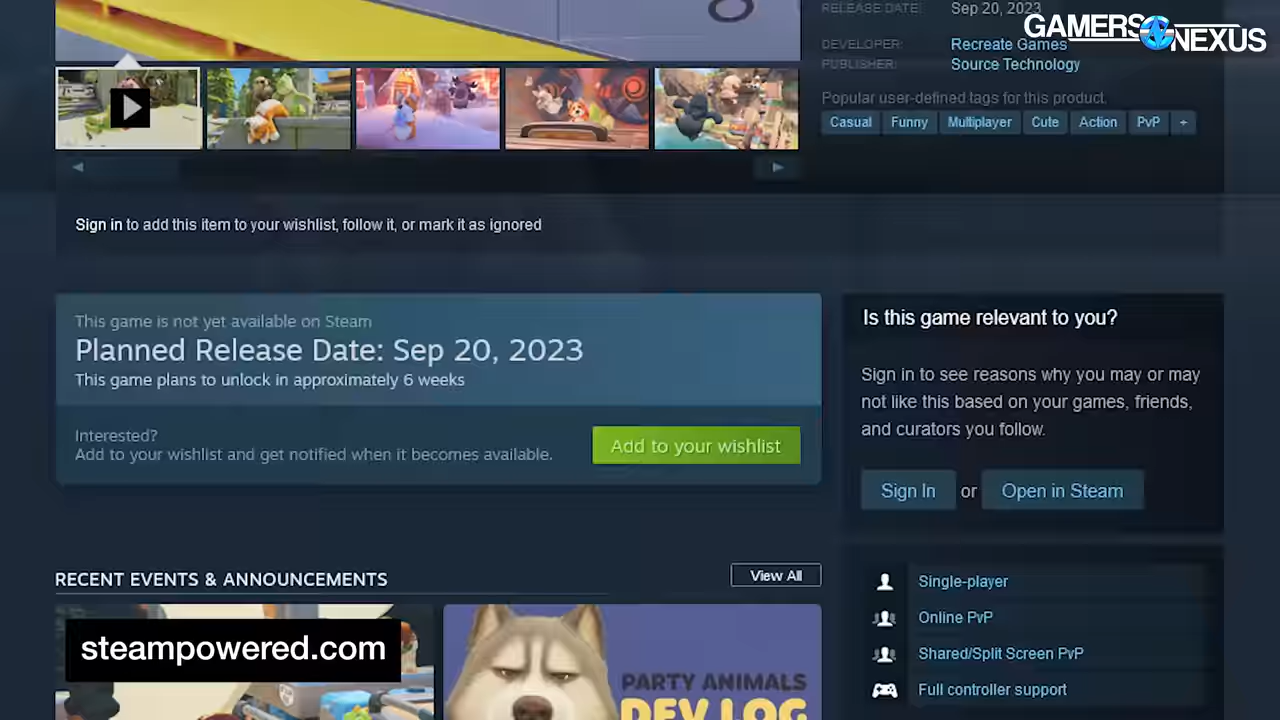 RELEASE DATE: Sep 20, 2023
GAMERS NEXUS
DEVELOPER: Recreate Games
PUBLISHER: Source Technology
Popular user-defined tags for this product:
Casual Funny Multiplayer Cute Action PvP +
Sign in to add this item to your wishlist, follow it, or mark it as ignored
This game is not yet available on Steam
Planned Release Date: Sep 20, 2023
This game plans to unlock in approximately 6 weeks
Interested?
Add to your wishlist and get notified when it becomes available.
Add to your wishlist
Is this game relevant to you?
Sign in to see reasons why you may or may
not like this based on your games, friends,
and curators you follow.
Sign In or Open in Steam
RECENT EVENTS & ANNOUNCEMENTS
View All
steampowered.com
PARTY ANIMALS
DEV LOG
Single-player
Online PvP
Shared/Split Screen PvP
Full controller support